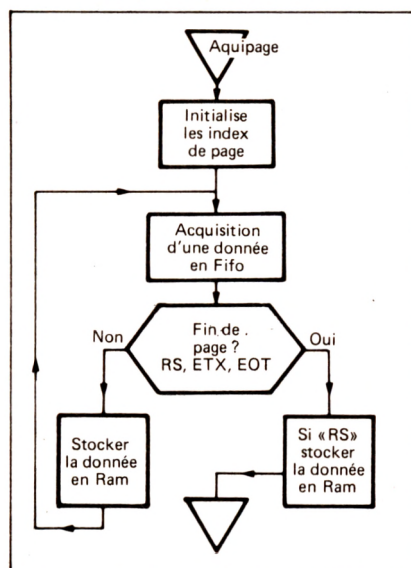 Aquipage
Initialise
les index
de page
Acquisition
d'une donnée
en Fifo
Non
Fin de .
page ?
RS, ETX, EOT
Oui
Stocker
la donnée
en Ram
Si «RS»
stocker
la donnée
en Ram